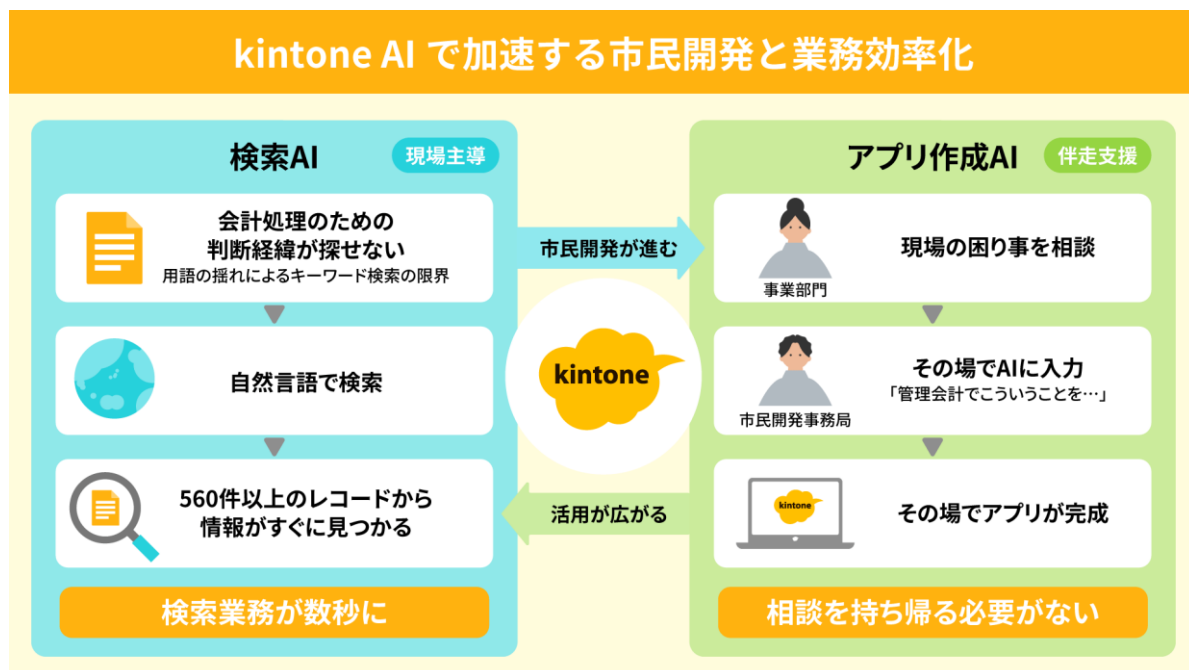 kintone AI で加速する市民開発と業務効率化
検索AI
現場主導
会計処理のための
判断経緯が探せない
用語の揺れによるキーワード検索の限界
自然言語で検索
560件以上のレコードから
情報がすぐに見つかる
検索業務が数秒に
市民開発が進む
kintone
活用が広がる
アプリ作成AI
伴走支援
事業部門
現場の困り事を相談
市民開発事務局
その場でAIに入力
「管理会計でこういうことを…」
kintone
その場でアプリが完成
相談を持ち帰る必要がない